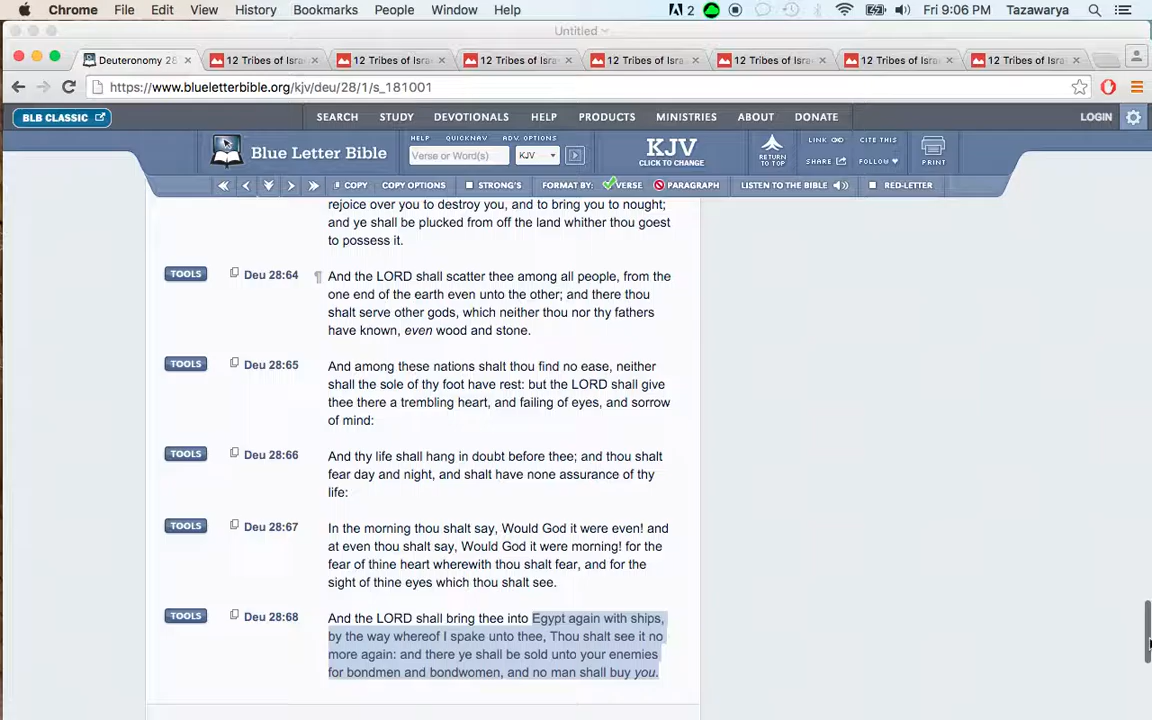 Chrome File Edit View History Bookmarks People Window Help 2 Fri 9:06 PM Tazawarya
Untitled
Deuteronomy 28 12 Tribes of Isra 12 Tribes of Isra 12 Tribes of Isra 12 Tribes of Isra 12 Tribes of Isra 12 Tribes of Isra 12 Tribes of Isra
https://www.blueletterbible.org/kjv/deu/28/1/s_181001
BLB CLASSIC SEARCH STUDY DEVOTIONALS HELP PRODUCTS MINISTRIES ABOUT DONATE LOGIN
HELP QUICKNAV ADV. OPTIONS
Blue Letter Bible Verse or Word(s) KJV
KJV
CLICK TO CHANGE
RETURN
TO TOP
LINK CITE THIS
SHARE FOLLOW
PRINT
COPY COPY OPTIONS STRONG'S FORMAT BY: VERSE PARAGRAPH LISTEN TO THE BIBLE RED-LETTER
rejoice over you to destroy you, and to bring you to nought;
and ye shall be plucked from off the land whither thou goest
to possess it.
TOOLS Deu 28:64 ¶ And the LORD shall scatter thee among all people, from the
one end of the earth even unto the other; and there thou
shalt serve other gods, which neither thou nor thy fathers
have known, even wood and stone.
TOOLS Deu 28:65 And among these nations shalt thou find no ease, neither
shall the sole of thy foot have rest: but the LORD shall give
thee there a trembling heart, and failing of eyes, and sorrow
of mind:
TOOLS Deu 28:66 And thy life shall hang in doubt before thee; and thou shalt
fear day and night, and shalt have none assurance of thy
life:
TOOLS Deu 28:67 In the morning thou shalt say, Would God it were even! and
at even thou shalt say, Would God it were morning! for the
fear of thine heart wherewith thou shalt fear, and for the
sight of thine eyes which thou shalt see.
TOOLS Deu 28:68 And the LORD shall bring thee into Egypt again with ships,
by the way whereof I spake unto thee, Thou shalt see it no
more again: and there ye shall be sold unto your enemies
for bondmen and bondwomen, and no man shall buy you.